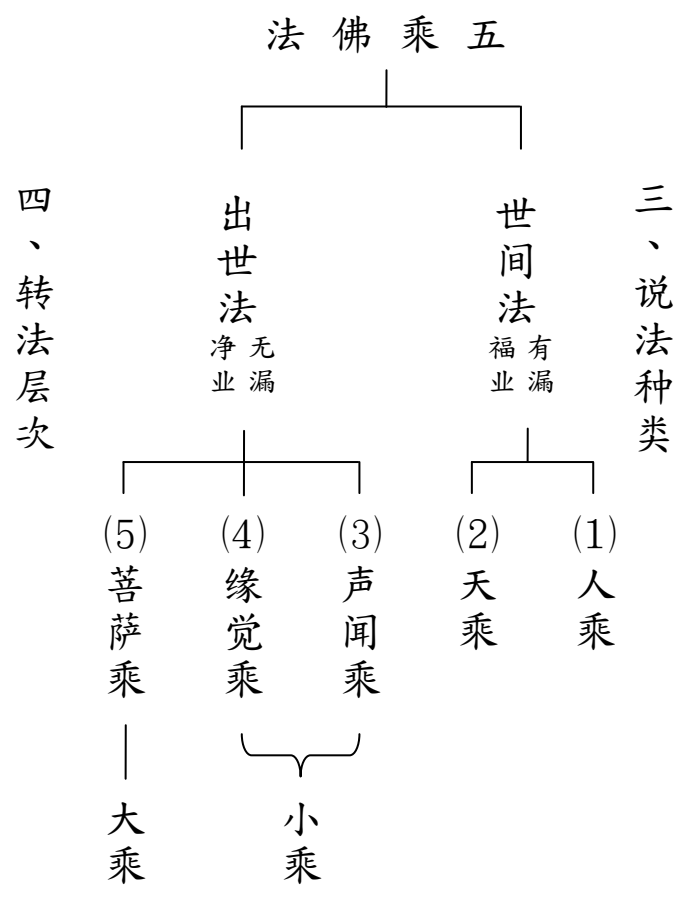 五乘佛法
三、说法种类
世间法
有漏
福业
出世法
无漏
净业
四、转法层次
(1)人乘
(2)天乘
(3)声闻乘
(4)缘觉乘
(5)菩萨乘
小乘
大乘